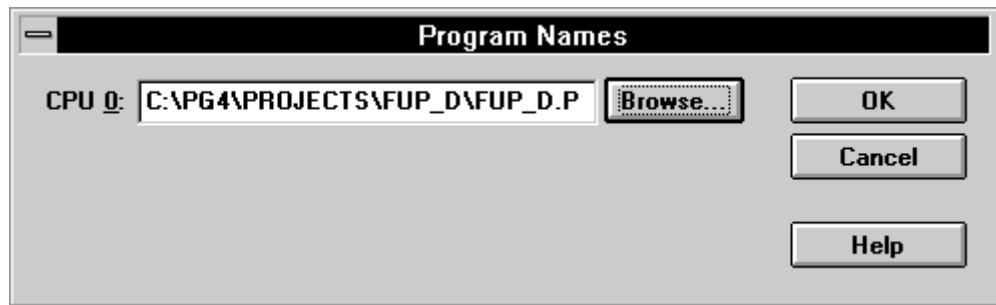 Program Names
CPU 0: C:\PG4\PROJECTS\FUP_D\FUP_D.P Browse... OK
Cancel
Help